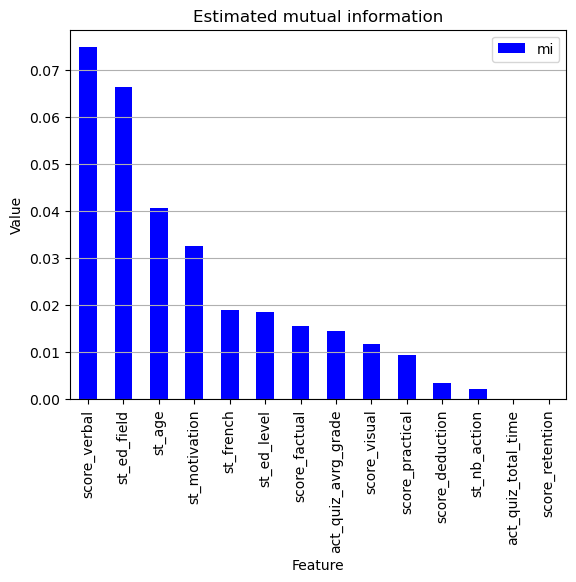 Estimated mutual information
mi
Value
0.07
0.06
0.05
0.04
0.03
0.02
0.01
0.00
score_verbal
st_ed_field
st_age
st_motivation
st_french
st_ed_level
score_factual
act_quiz_avrg_grade
score_visual
score_practical
score_deduction
st_nb_action
act_quiz_total_time
score_retention
Feature